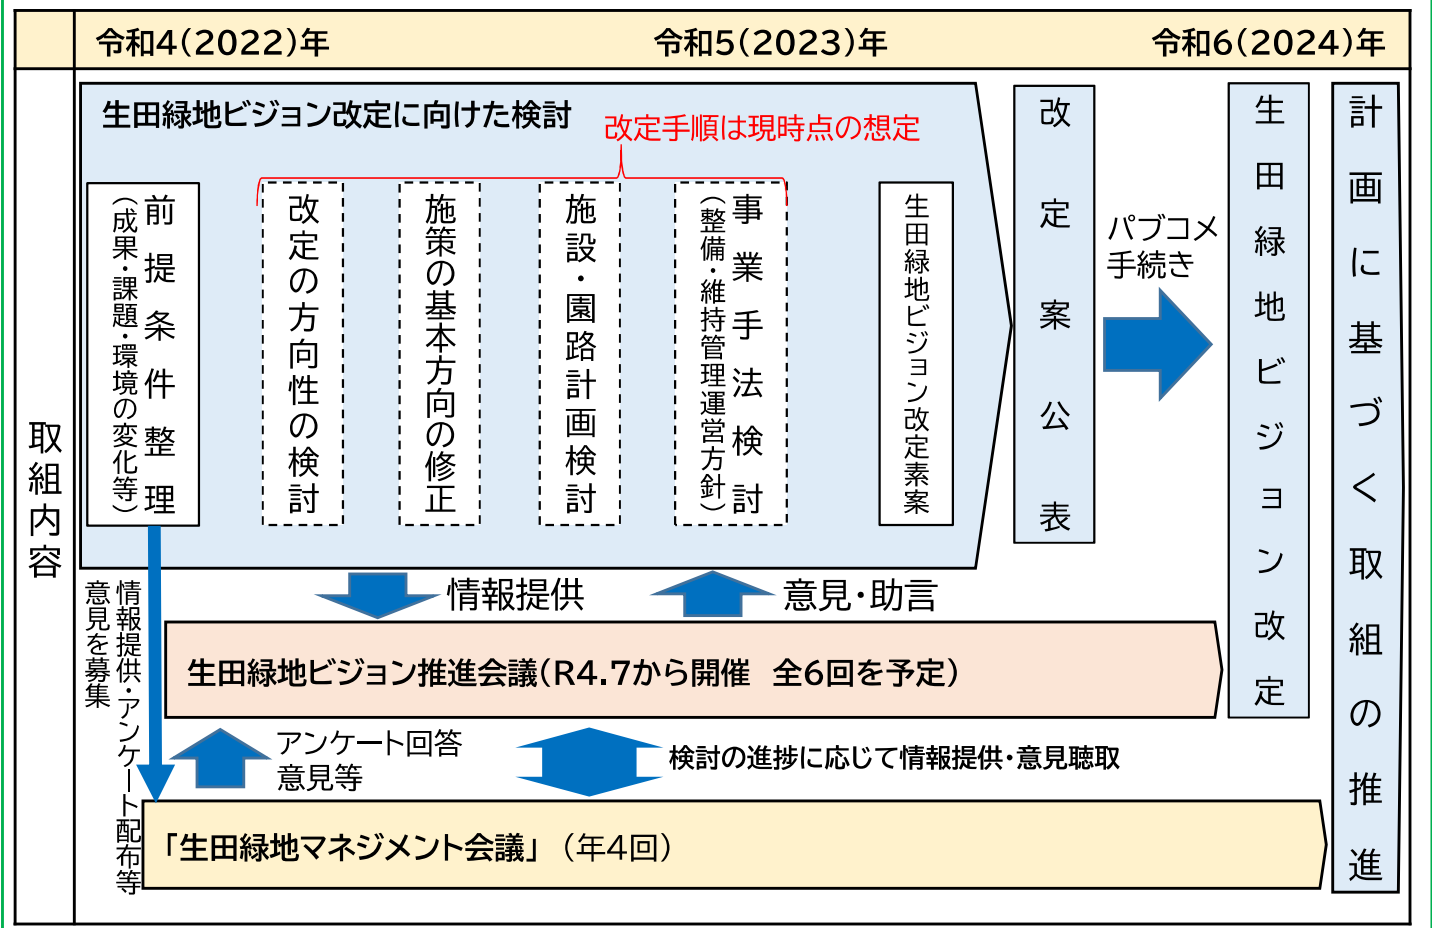 令和4(2022)年
令和5(2023)年
令和6(2024)年
取組内容
生田緑地ビジョン改定に向けた検討
改定手順は現時点の想定
前提条件整理
（成果・課題・環境の変化等）
改定の方向性の検討
施策の基本方向の修正
施設・園路計画検討
事業手法検討
（整備・維持管理運営方針）
生田緑地ビジョン改定素案
改定案公表
パブコメ
手続き
生田緑地ビジョン改定
計画に基づく取組の推進
情報提供
意見・助言
情報提供・アンケート配布等
意見を募集
生田緑地ビジョン推進会議（R4.7から開催　全6回を予定）
アンケート回答
意見等
検討の進捗に応じて情報提供・意見聴取
「生田緑地マネジメント会議」（年4回）